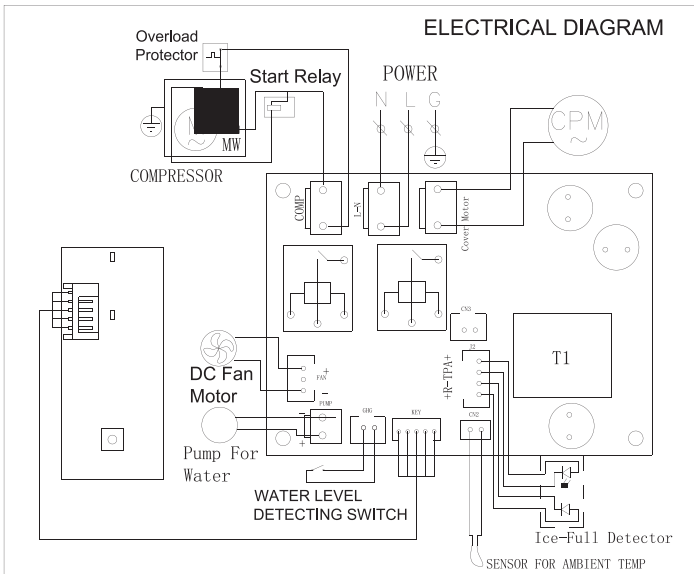 ELECTRICAL DIAGRAM
Overload
Protector
Start Relay
POWER
N L G
CPM
MW
COMPRESSOR
COMP
L-N
Cover Motor
CN3
J2
+R-TPA+
T1
DC Fan
Motor
+
FAN
-
PUMP
-
+
GHG
KEY
CN2
Pump For
Water
WATER LEVEL
DETECTING SWITCH
Ice-Full Detector
SENSOR FOR AMBIENT TEMP